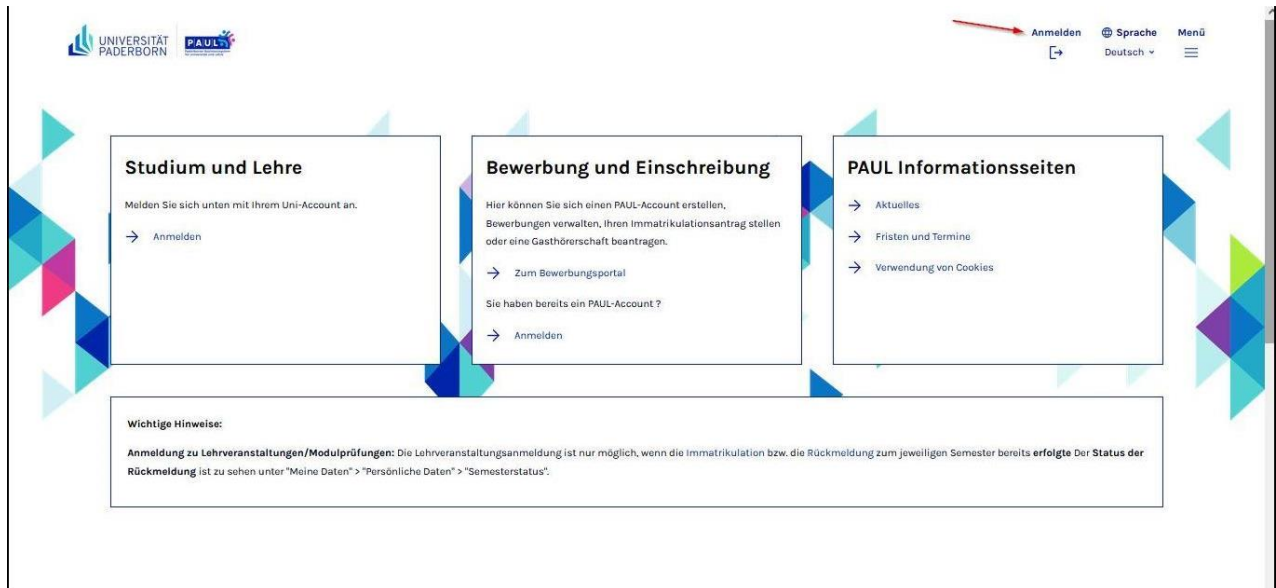 UNIVERSITÄT
PADERBORN
PAUL
Anmelden
Sprache
Menü
Deutsch
Studium und Lehre
Melden Sie sich unten mit Ihrem Uni-Account an.
Anmelden
Bewerbung und Einschreibung
Hier können Sie sich einen PAUL-Account erstellen,
Bewerbungen verwalten, Ihren Immatrikulationsantrag stellen
oder eine Gasthörerschaft beantragen.
Zum Bewerbungsportal
Sie haben bereits ein PAUL-Account ?
Anmelden
PAUL Informationsseiten
Aktuelles
Fristen und Termine
Verwendung von Cookies
Wichtige Hinweise:
Anmeldung zu Lehrveranstaltungen/Modulprüfungen: Die Lehrveranstaltungsanmeldung ist nur möglich, wenn die Immatrikulation bzw. die Rückmeldung zum jeweiligen Semester bereits erfolgte Der Status der
Rückmeldung ist zu sehen unter "Meine Daten" > "Persönliche Daten" > "Semesterstatus".